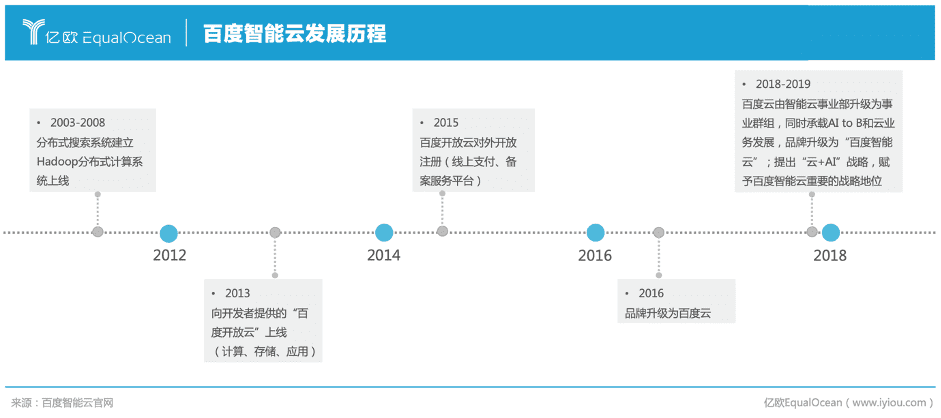 亿欧 EqualOcean
百度智能云发展历程
• 2003-2008
分布式搜索系统建立
Hadoop分布式计算系
统上线
• 2015
百度开放云对外开放
注册（线上支付、备
案服务平台）
• 2018-2019
百度云由智能云事业部升级为事
业群组，同时承载AI to B和云业
务发展，品牌升级为“百度智能
云”；提出“云+AI”战略，赋
予百度智能云重要的战略地位
2012
2014
2016
2018
• 2013
向开发者提供的“百
度开放云”上线
（计算、存储、应用）
• 2016
品牌升级为百度云
来源：百度智能云官网
亿欧EqualOcean（www.iyiou.com）